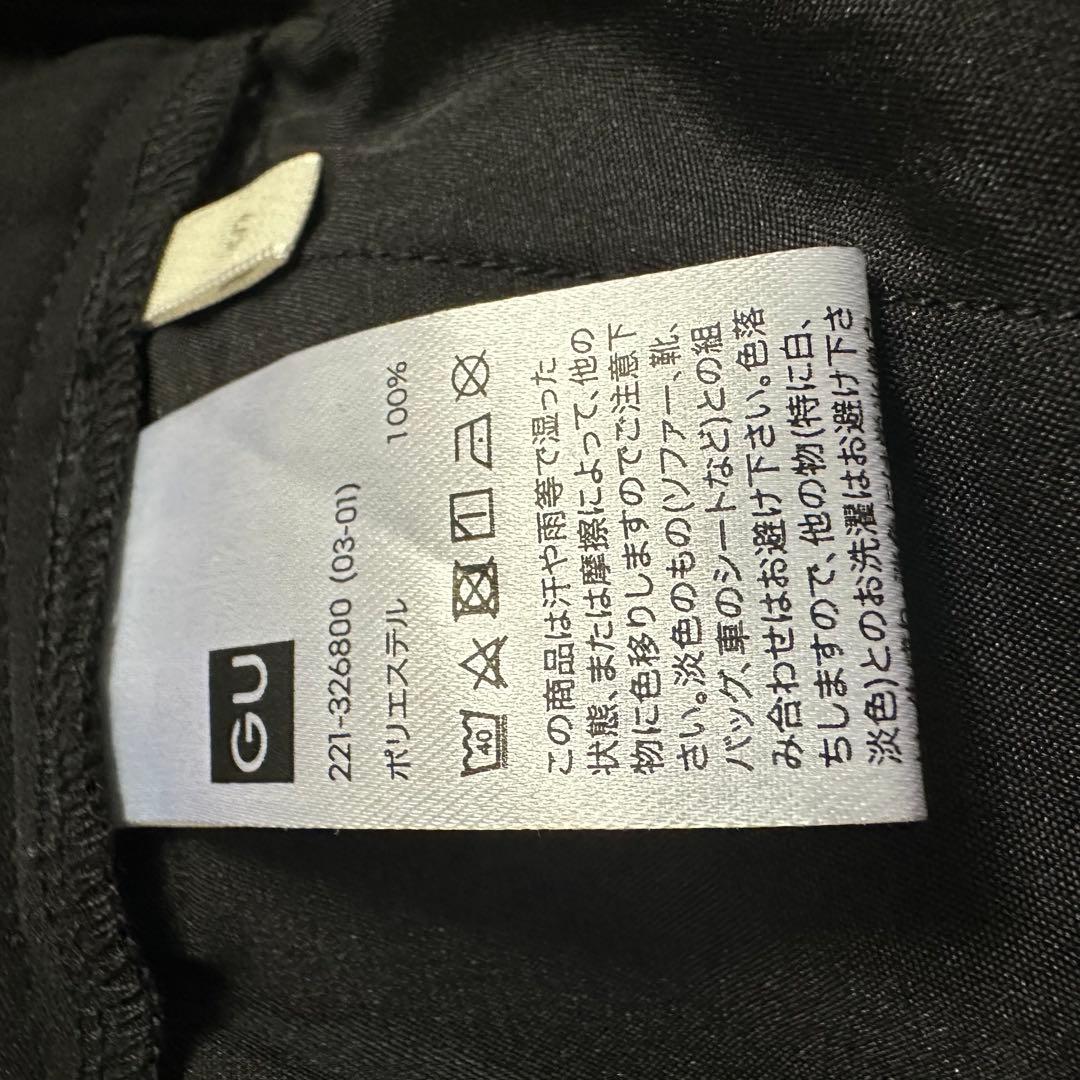 S
GU
221-326800 (03-01)
ポリエステル 100%
40
この商品は汗や雨等で湿った
状態、または摩擦によって、他の
物に色移りしますのでご注意下
さい。淡色のもの(ソファー、靴、
バッグ、車のシートなど)との組
み合わせはお避け下さい。色落
ちしますので、他の物(特に白、
淡色)とのお洗濯はお避け下さ